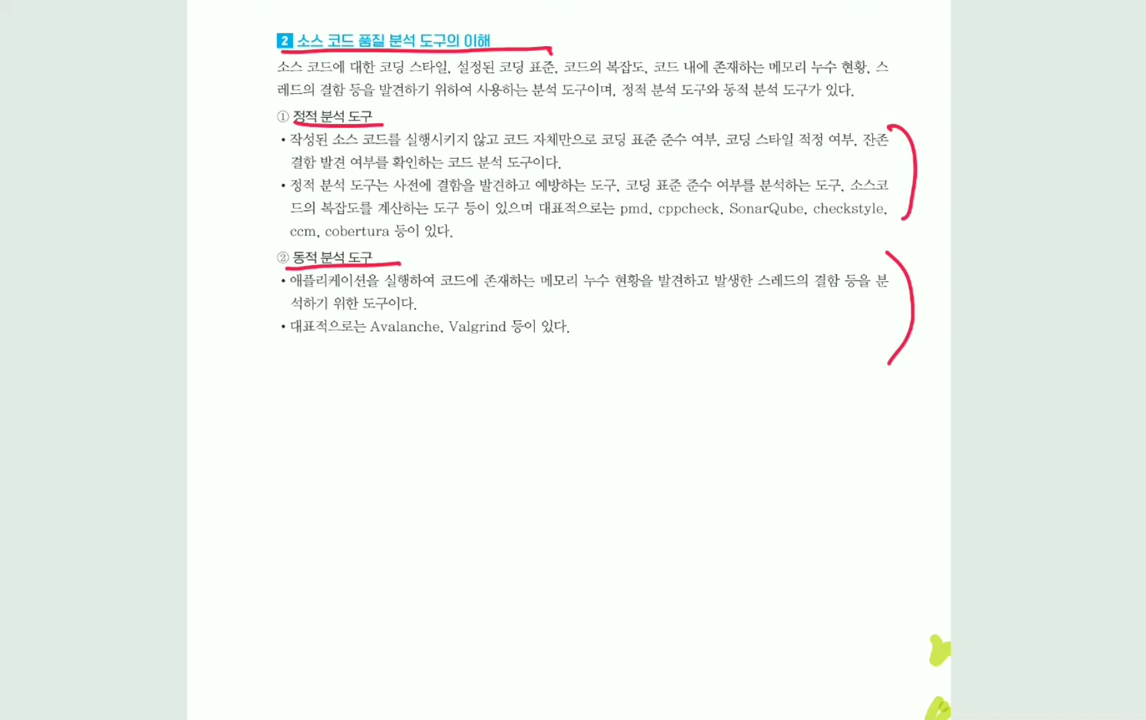 2 소스 코드 품질 분석 도구의 이해
소스 코드에 대한 코딩 스타일, 설정된 코딩 표준, 코드의 복잡도, 코드 내에 존재하는 메모리 누수 현황, 스
레드의 결함 등을 발견하기 위하여 사용하는 분석 도구이며, 정적 분석 도구와 동적 분석 도구가 있다.
① 정적 분석 도구
• 작성된 소스 코드를 실행시키지 않고 코드 자체만으로 코딩 표준 준수 여부, 코딩 스타일 적정 여부, 잔존
결함 발견 여부를 확인하는 코드 분석 도구이다.
• 정적 분석 도구는 사전에 결함을 발견하고 예방하는 도구, 코딩 표준 준수 여부를 분석하는 도구, 소스코
드의 복잡도를 계산하는 도구 등이 있으며 대표적으로는 pmd, cppcheck, SonarQube, checkstyle,
ccm, cobertura 등이 있다.
② 동적 분석 도구
• 애플리케이션을 실행하여 코드에 존재하는 메모리 누수 현황을 발견하고 발생한 스레드의 결함 등을 분
석하기 위한 도구이다.
• 대표적으로는 Avalanche, Valgrind 등이 있다.